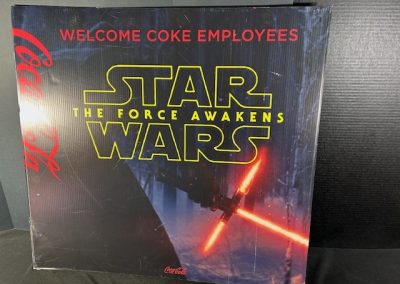 WELCOME COKE EMPLOYEES
Coca-Cola
STAR
THE FORCE AWAKENS
WARS
Coca-Cola